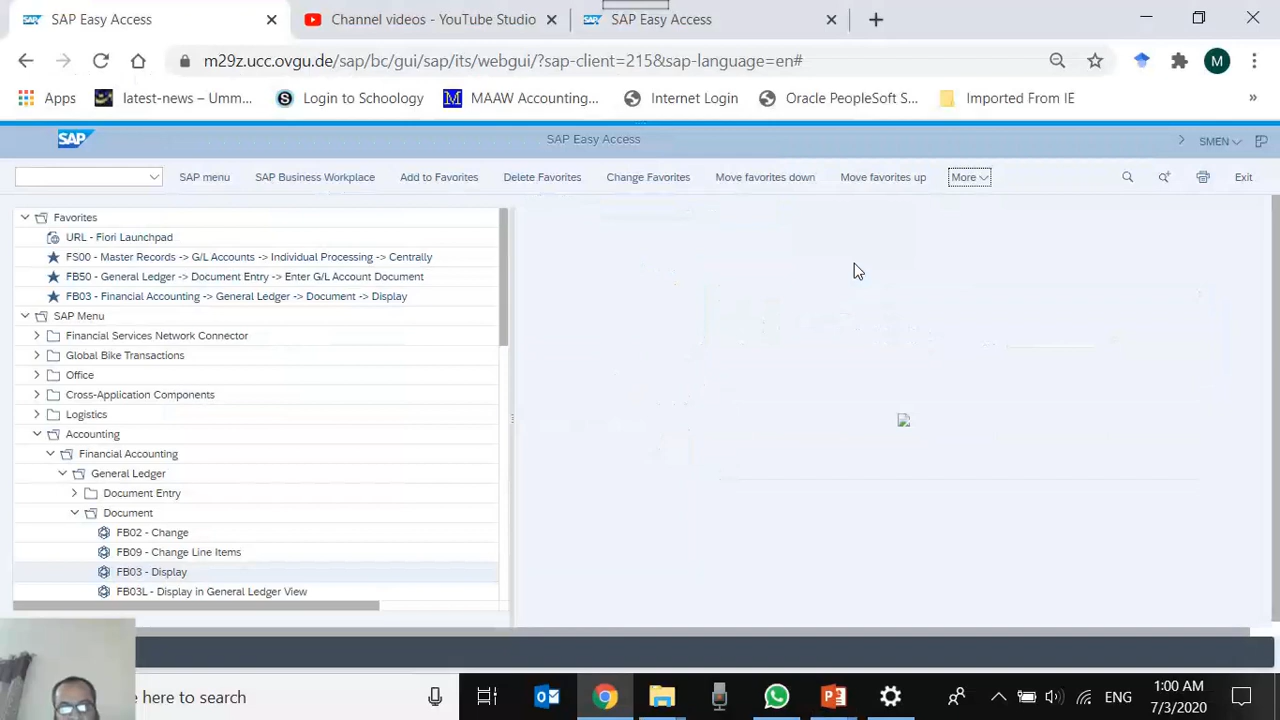 SAP Easy Access
Channel videos - YouTube Studio
SAP Easy Access
m29z.ucc.ovgu.de/sap/bc/gui/sap/its/webgui/?sap-client=215&sap-language=en#
M
Apps
latest-news – Umm...
S
Login to Schoology
M
MAAW Accounting...
Internet Login
Oracle PeopleSoft S...
Imported From IE
»
SAP
SAP Easy Access
SMEN
SAP menu
SAP Business Workplace
Add to Favorites
Delete Favorites
Change Favorites
Move favorites down
Move favorites up
More
Exit
Favorites
URL - Fiori Launchpad
FS00 - Master Records -> G/L Accounts -> Individual Processing -> Centrally
FB50 - General Ledger -> Document Entry -> Enter G/L Account Document
FB03 - Financial Accounting -> General Ledger -> Document -> Display
SAP Menu
Financial Services Network Connector
Global Bike Transactions
Office
Cross-Application Components
Logistics
Accounting
Financial Accounting
General Ledger
Document Entry
Document
FB02 - Change
FB09 - Change Line Items
FB03 - Display
FB03L - Display in General Ledger View
here to search
ENG
1:00 AM
7/3/2020